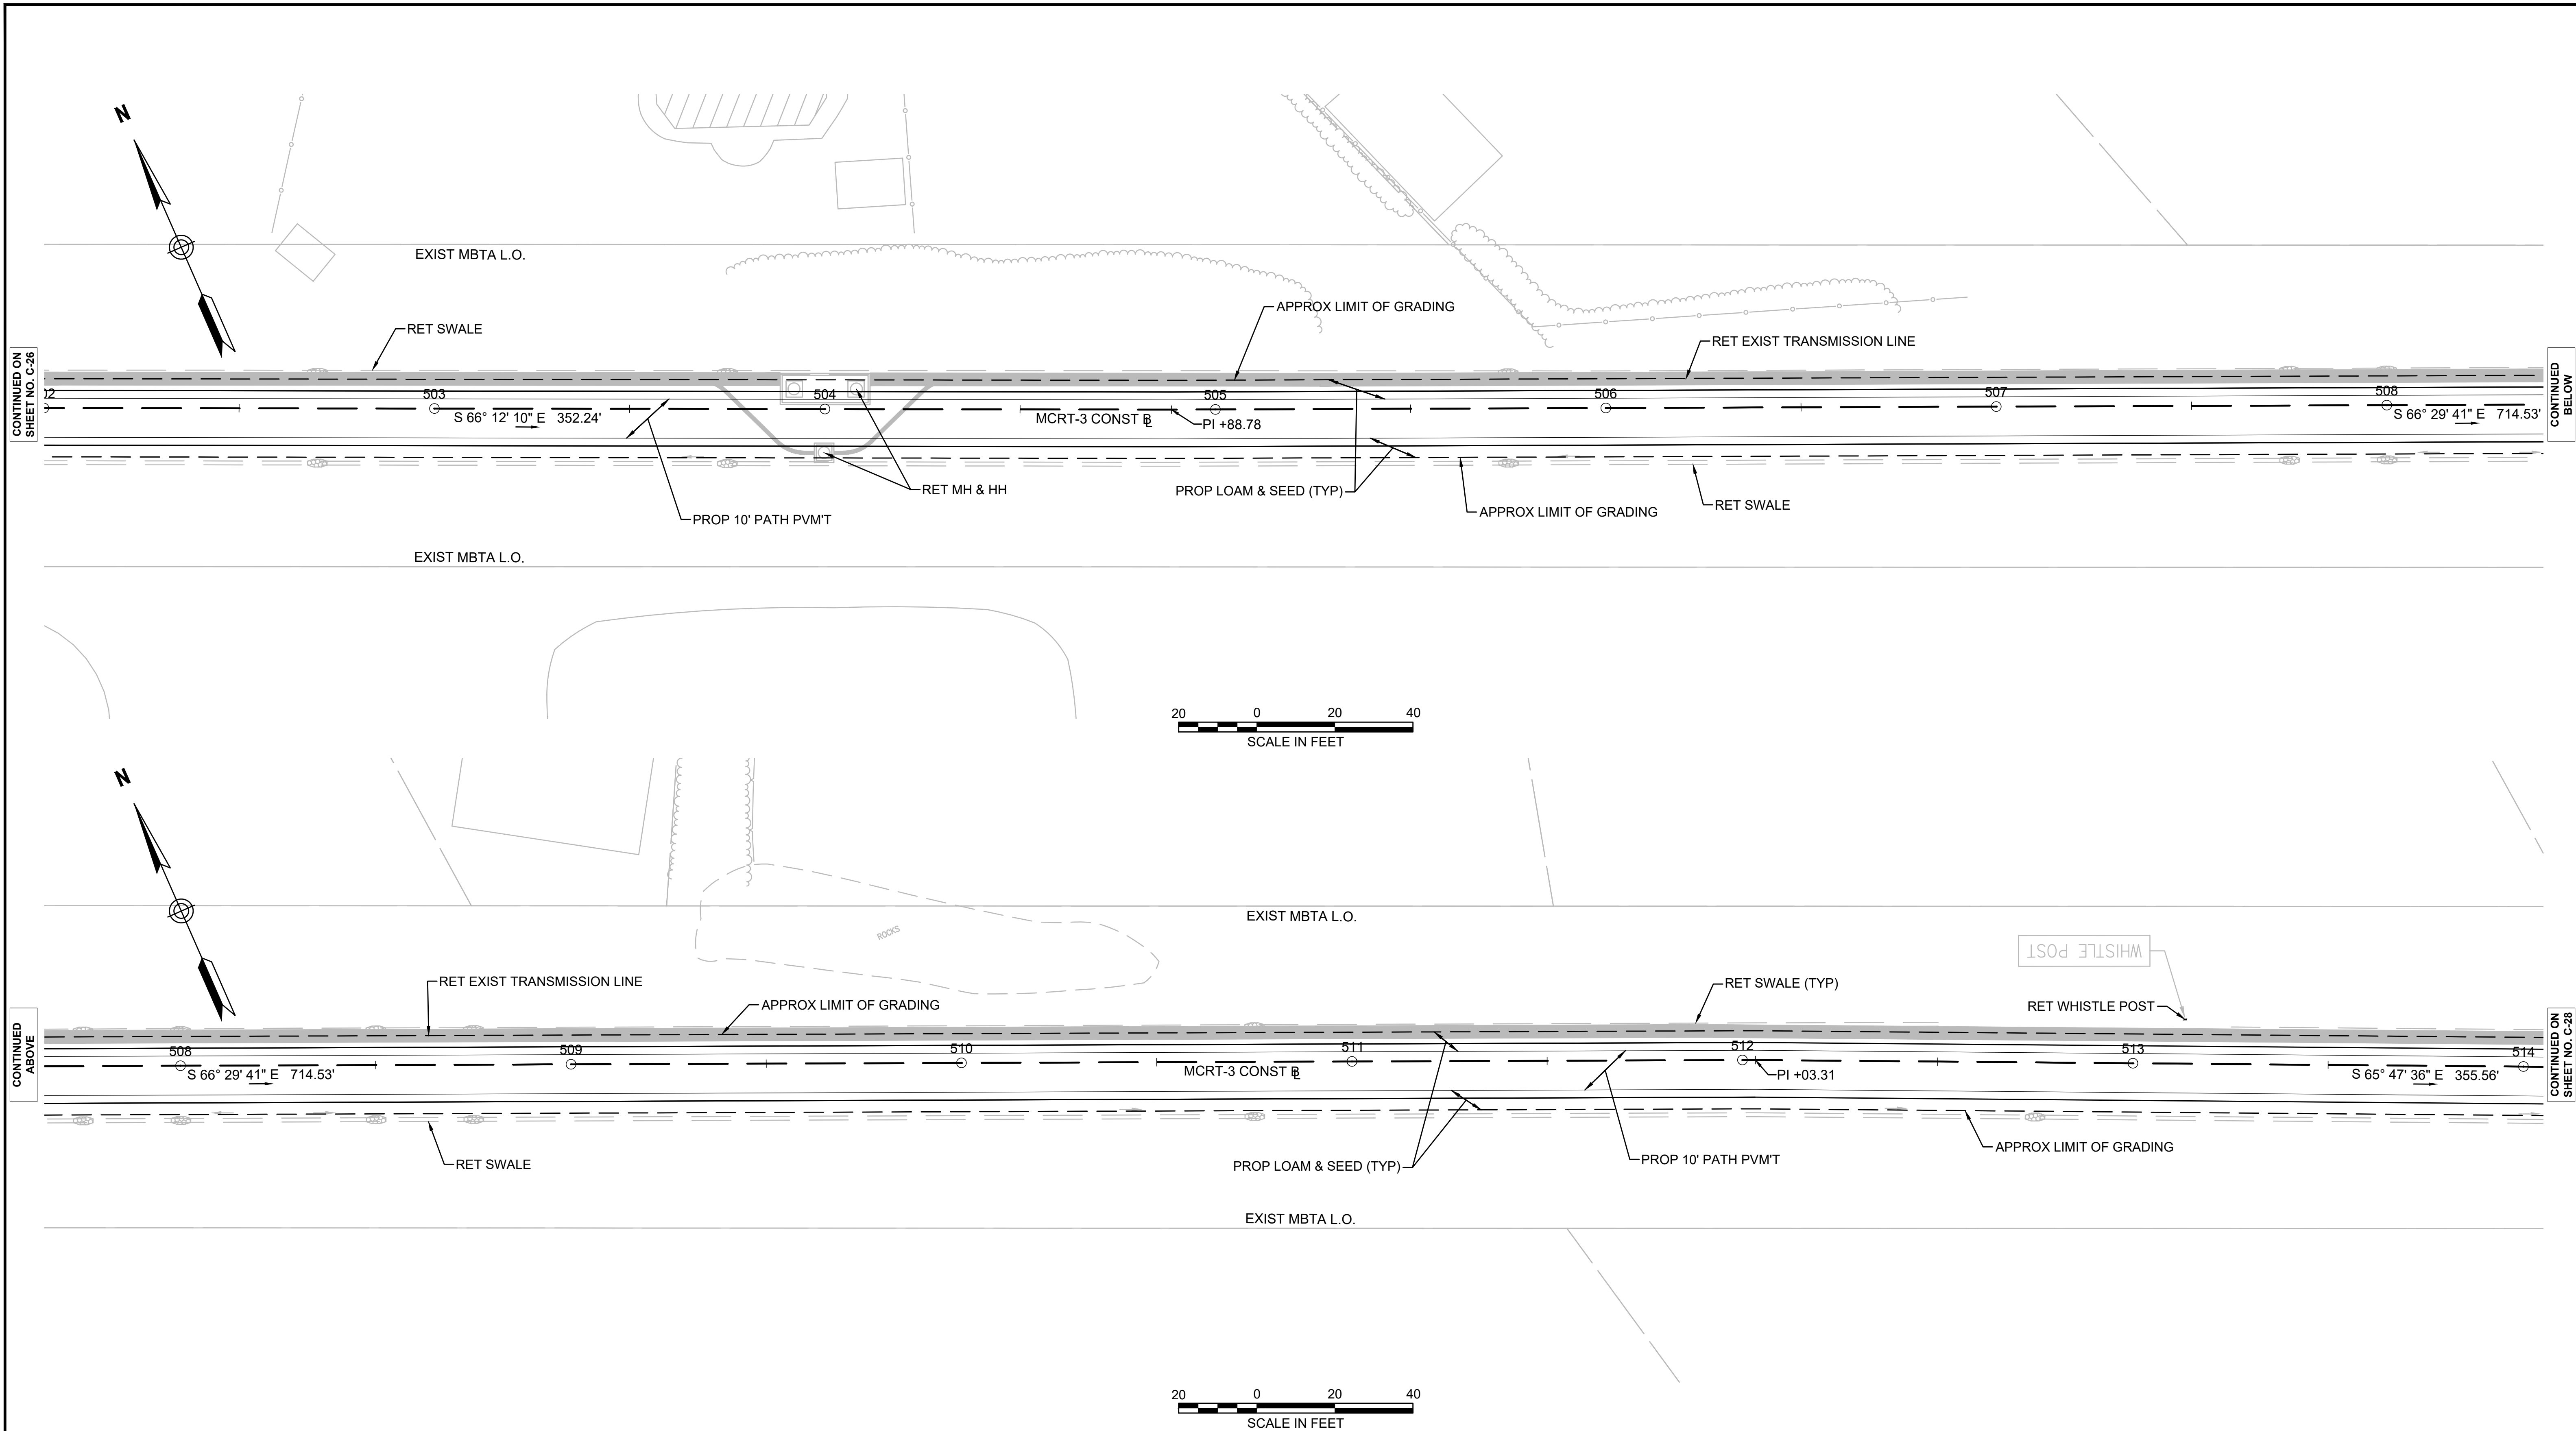 N
EXIST MBTA L.O.
APPROX LIMIT OF GRADING
RET SWALE
RET EXIST TRANSMISSION LINE
CONTINUED ON
SHEET NO. C-26
CONTINUED
BELOW
02
503
504
505
506
507
508
S 66° 12' 10" E 352.24'
MCRT-3 CONST BL
PI +88.78
S 66° 29' 41" E 714.53'
RET MH & HH
PROP LOAM & SEED (TYP)
PROP 10' PATH PVM'T
APPROX LIMIT OF GRADING
RET SWALE
EXIST MBTA L.O.
20 0 20 40
SCALE IN FEET
N
EXIST MBTA L.O.
ROCKS
WHISTLE POST
RET EXIST TRANSMISSION LINE
APPROX LIMIT OF GRADING
RET SWALE (TYP)
RET WHISTLE POST
CONTINUED
ABOVE
CONTINUED ON
SHEET NO. C-28
508
509
510
511
512
513
514
S 66° 29' 41" E 714.53'
MCRT-3 CONST BL
PI +03.31
S 65° 47' 36" E 355.56'
RET SWALE
PROP LOAM & SEED (TYP)
PROP 10' PATH PVM'T
APPROX LIMIT OF GRADING
EXIST MBTA L.O.
20 0 20 40
SCALE IN FEET